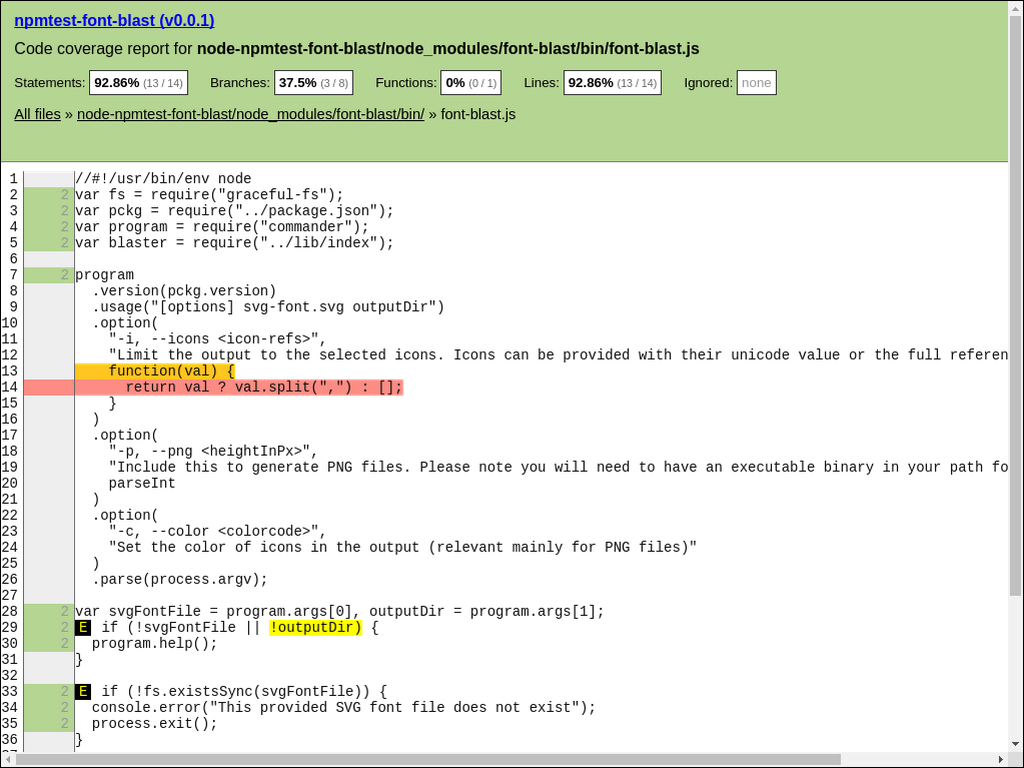 npmtest-font-blast (v0.0.1)
Code coverage report for node-npmtest-font-blast/node_modules/font-blast/bin/font-blast.js
Statements: 92.86% (13 / 14) Branches: 37.5% (3 / 8) Functions: 0% (0 / 1) Lines: 92.86% (13 / 14) Ignored: none
All files » node-npmtest-font-blast/node_modules/font-blast/bin/ » font-blast.js
1 //#!/usr/bin/env node
2 2 var fs = require("graceful-fs");
3 2 var pckg = require("../package.json");
4 2 var program = require("commander");
5 2 var blaster = require("../lib/index");
6
7 2 program
8 .version(pckg.version)
9 .usage("[options] svg-font.svg outputDir")
10 .option(
11 "-i, --icons <icon-refs>",
12 "Limit the output to the selected icons. Icons can be provided with their unicode value or the full referen
13 function(val) {
14 return val ? val.split(",") : [];
15 }
16 )
17 .option(
18 "-p, --png <heightInPx>",
19 "Include this to generate PNG files. Please note you will need to have an executable binary in your path fo
20 parseInt
21 )
22 .option(
23 "-c, --color <colorcode>",
24 "Set the color of icons in the output (relevant mainly for PNG files)"
25 )
26 .parse(process.argv);
27
28 2 var svgFontFile = program.args[0], outputDir = program.args[1];
29 2 E if (!svgFontFile || !outputDir) {
30 2 program.help();
31 }
32
33 2 E if (!fs.existsSync(svgFontFile)) {
34 2 console.error("This provided SVG font file does not exist");
35 2 process.exit();
36 }